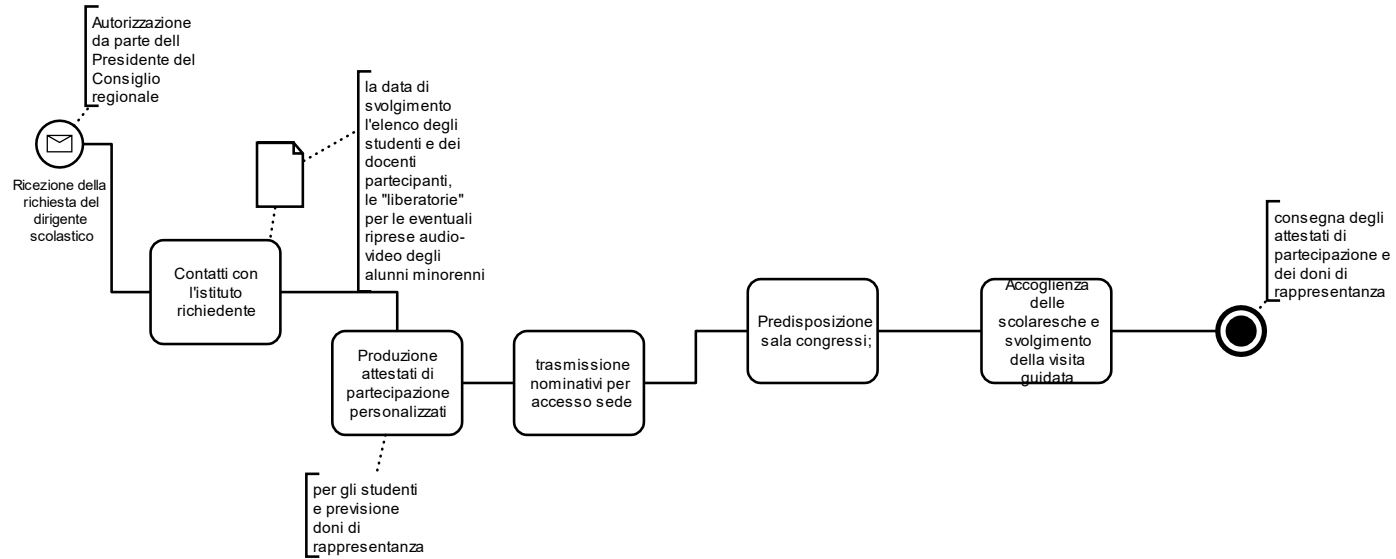 Autorizzazione
da parte dell
Presidente del
Consiglio
regionale
Ricezione della
richiesta del
dirigente
scolastico
la data di
svolgimento
l'elenco degli
studenti e dei
docenti
partecipanti,
le "liberatorie"
per le eventuali
riprese audio-
video degli
alunni minorenni
Contatti con
l'istituto
richiedente
Produzione
attestati di
partecipazione
personalizzati
per gli studenti
e previsione
doni di
rappresentanza
trasmissione
nominativi per
accesso sede
Predisposizione
sala congressi;
Accoglienza
delle
scolaresche e
svolgimento
della visita
guidata
consegna degli
attestati di
partecipazione e
dei doni di
rappresentanza